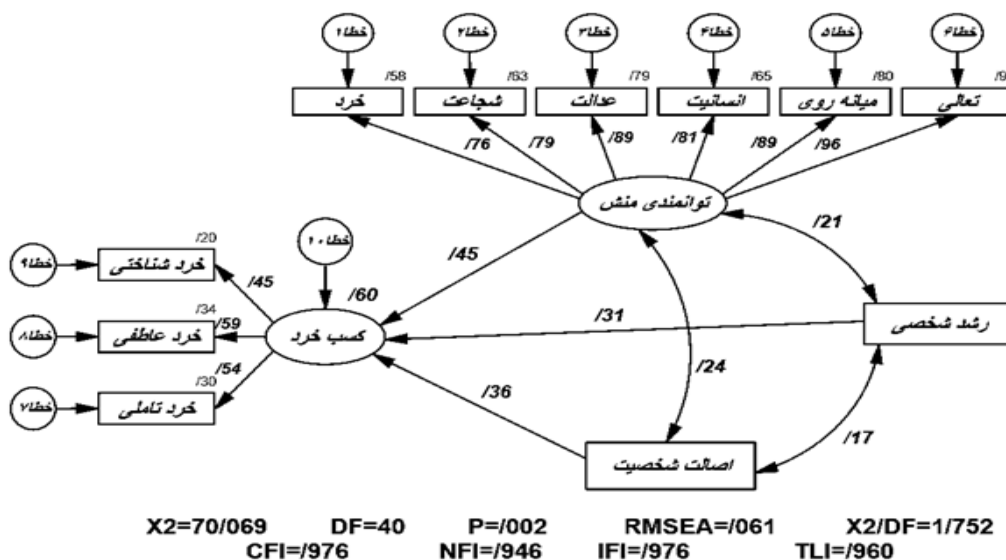 خطا۱ خطا۲ خطا۳ خطا۴ خطا۵ خطا۶
/58 /63 /79 /65 /80
خرد شجاعت عدالت انسانیت میانه روی تعالی
/76 /79 /89 /81 /89 /96
توانمندی منش
/21
خطا۱۰
/20
خطا۹ خرد شناختی
/45 /45
/60
/34
خطا۸ خرد عاطفی /59 کسب خرد
/31
رشد شخصی
/54
/30
خطا۷ خرد تاملی
/36
/24
/17
اصالت شخصیت
X2=70/069 DF=40 P=/002 RMSEA=/061 X2/DF=1/752
CFI=/976 NFI=/946 IFI=/976 TLI=/960